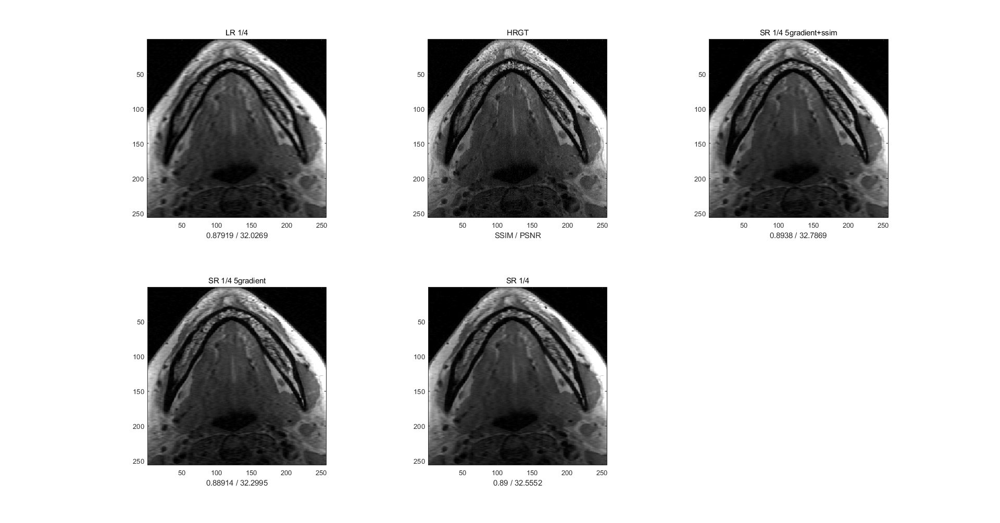 LR 1/4
50
100
150
200
250
50 100 150 200 250
0.87919 / 32.0269
HRGT
50
100
150
200
250
50 100 150 200 250
SSIM / PSNR
SR 1/4 5gradient+ssim
50
100
150
200
250
50 100 150 200 250
0.8938 / 32.7869
SR 1/4 5gradient
50
100
150
200
250
50 100 150 200 250
0.88914 / 32.2995
SR 1/4
50
100
150
200
250
50 100 150 200 250
0.89 / 32.5552